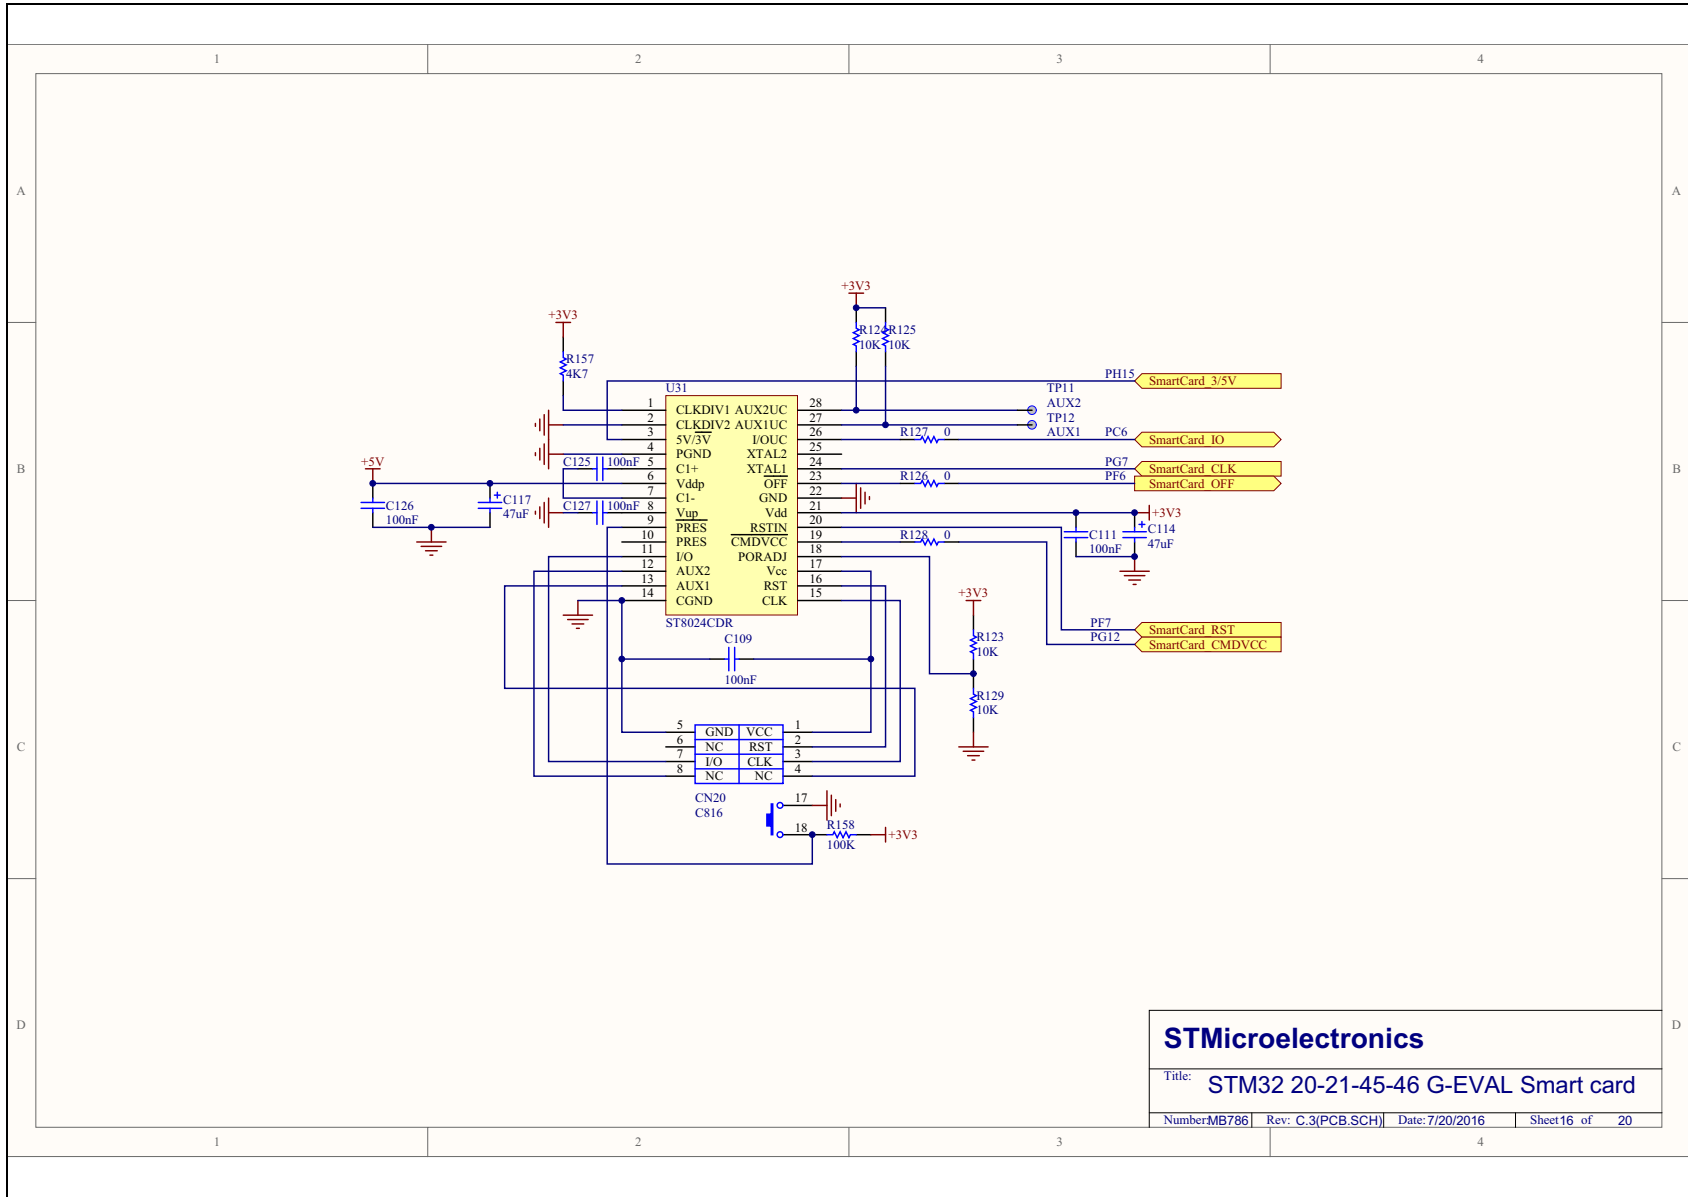 1 2 3 4
A A
+3V3
+3V3
R124 R125
10K 10K
R157
4K7
PH15 SmartCard_3/5V
U31
TP11
1 CLKDIV1 AUX2UC 28
AUX2
2 CLKDIV2 AUX1UC 27
TP12
3 5V/3V I/OUC 26
R127 0
AUX1
PC6 SmartCard_IO
4 PGND XTAL2 25
B B
+5V
C125 100nF
5 C1+ XTAL1 24
PG7 SmartCard_CLK
6 Vddp OFF 23
R126 0
PF6 SmartCard_OFF
7 C1- GND 22
C126
100nF
C117
47uF
C127 100nF
8 Vup Vdd 21
+3V3
9 PRES RSTIN 20
10 PRES CMDVCC 19
R128 0
C111
100nF
C114
47uF
11 I/O PORADJ 18
12 AUX2 Vcc 17
13 AUX1 RST 16
14 CGND CLK 15
+3V3
ST8024CDR
PF7 SmartCard_RST
PG12 SmartCard_CMDVCC
C109
100nF
R123
10K
R129
10K
5 GND VCC 1
6 NC RST 2
7 I/O CLK 3
8 NC NC 4
C C
CN20
C816
17
18
R158
100K
+3V3
D D
STMicroelectronics
Title: STM32 20-21-45-46 G-EVAL Smart card
Number:MB786 Rev: C.3(PCB.SCH) Date:7/20/2016 Sheet16 of 20
1 2 3 4